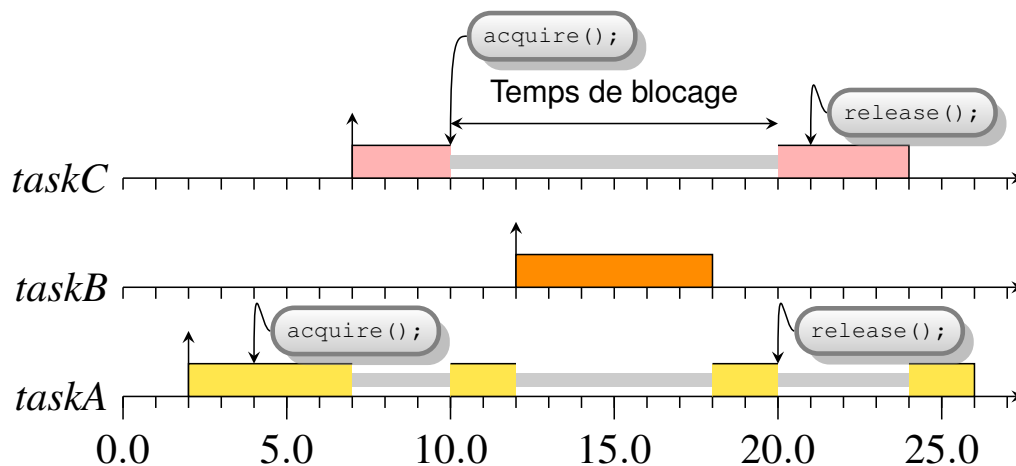 acquire();
Temps de blocage
release();
taskC
taskB
acquire();
release();
taskA
0.0 5.0 10.0 15.0 20.0 25.0